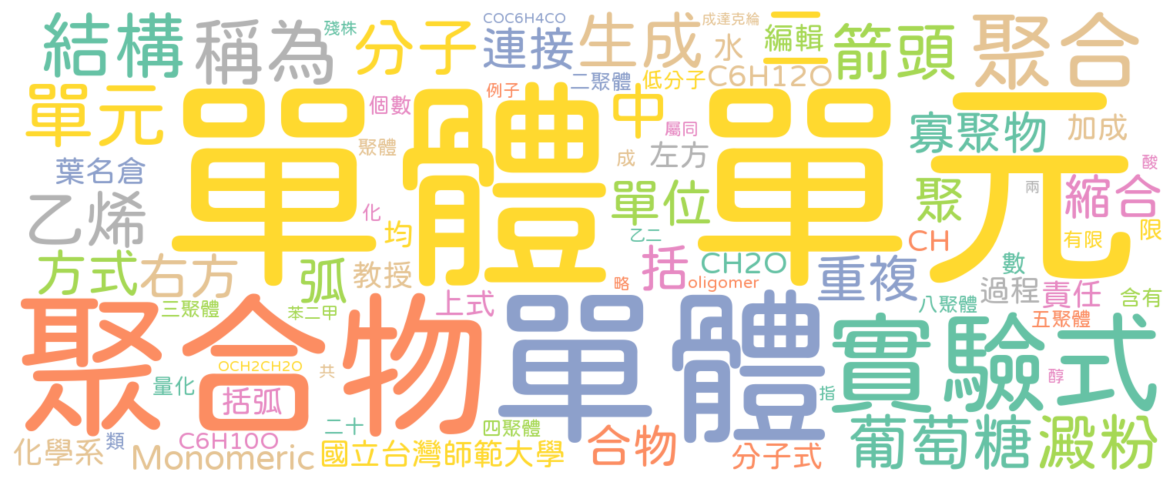 結構
稱為
殘株
分子
COC6H4CO
連接
生成
成達克輪
水
二
編輯
箭頭
聚合
單元
個數
例子
二聚體
低分子
C6H12O
單體單元
中
寡聚物
加成
葉名倉
聚體
成
屬同
左方
兩
酸
乙烯
化
均
單位
聚
縮合
乙二
CH
有限
限
方式
右方
弧
教授
括
CH2O
重複
數
過程
責任
含有
略
oligomer
三聚體
苯二甲
上式
八聚體
五聚體
聚合物
單體
實驗式
OCH2CH2O
共
量化
括弧
指
醇
二十
四聚體
化學系
類
C6H10O
Monomeric
國立台灣師範大學
合物
分子式
葡萄糖
澱粉